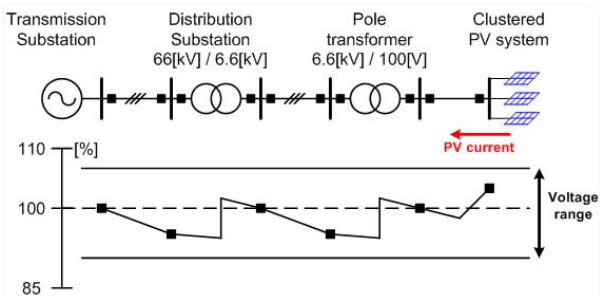 Transmission
Substation
Distribution
Substation
66[kV] / 6.6[kV]
Pole
transformer
6.6[kV] / 100[V]
Clustered
PV system
PV current
110
[%]
100
85
Voltage
range